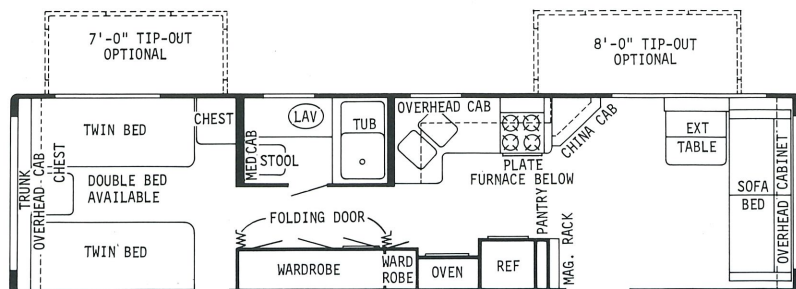 7'-0" TIP-OUT
OPTIONAL
8'-0" TIP-OUT
OPTIONAL
TWIN BED
CHEST
LAV
TUB
OVERHEAD CAB
CHINA CAB
EXT
TABLE
MED CAB
STOOL
PLATE
FURNACE BELOW
TRUNK
OVERHEAD CAB
CHEST
DOUBLE BED
AVAILABLE
SOFA
BED
OVERHEAD CABINET
FOLDING DOOR
PANTRY
MAG. RACK
TWIN BED
WARDROBE
WARD
ROBE
OVEN
REF